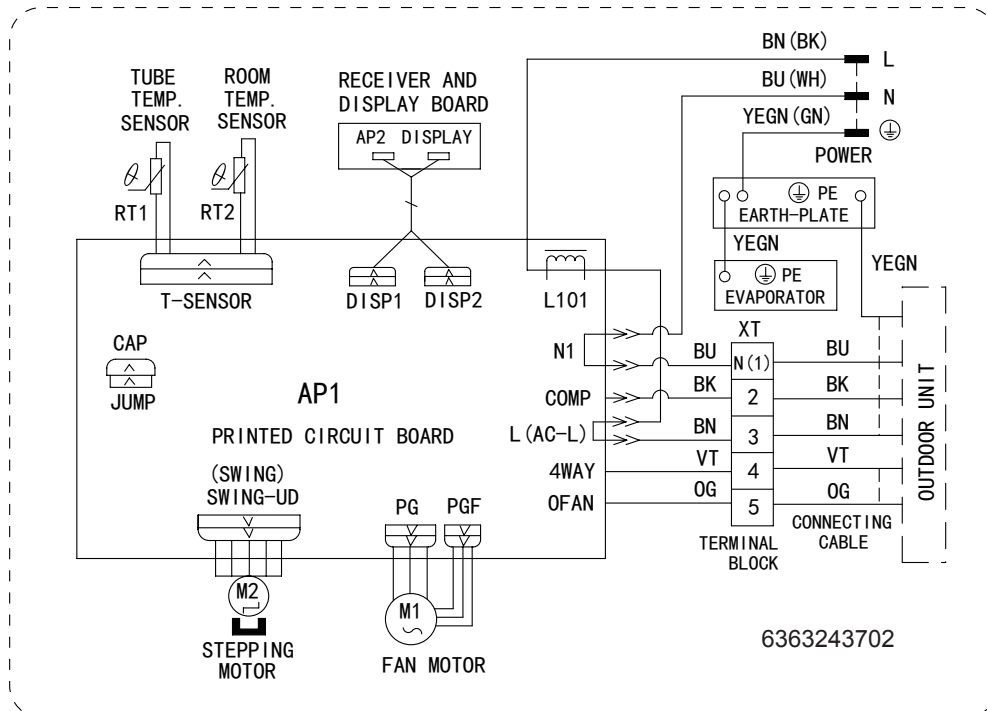 BN(BK)
L
BU(WH)
N
YEGN(GN)
POWER
TUBE
TEMP.
SENSOR
ROOM
TEMP.
SENSOR
RECEIVER AND
DISPLAY BOARD
AP2 DISPLAY
RT1
RT2
PE
EARTH-PLATE
YEGN
YEGN
PE
EVAPORATOR
T-SENSOR
DISP1
DISP2
L101
XT
CAP
JUMP
AP1
PRINTED CIRCUIT BOARD
N1
BU
N(1)
BU
COMP
BK
2
BK
L(AC-L)
BN
3
BN
4WAY
VT
4
VT
OFAN
OG
5
OG
OUTDOOR UNIT
TERMINAL
BLOCK
CONNECTING
CABLE
(SWING)
SWING-UD
PG
PGF
M2
STEPPING
MOTOR
M1
FAN MOTOR
6363243702